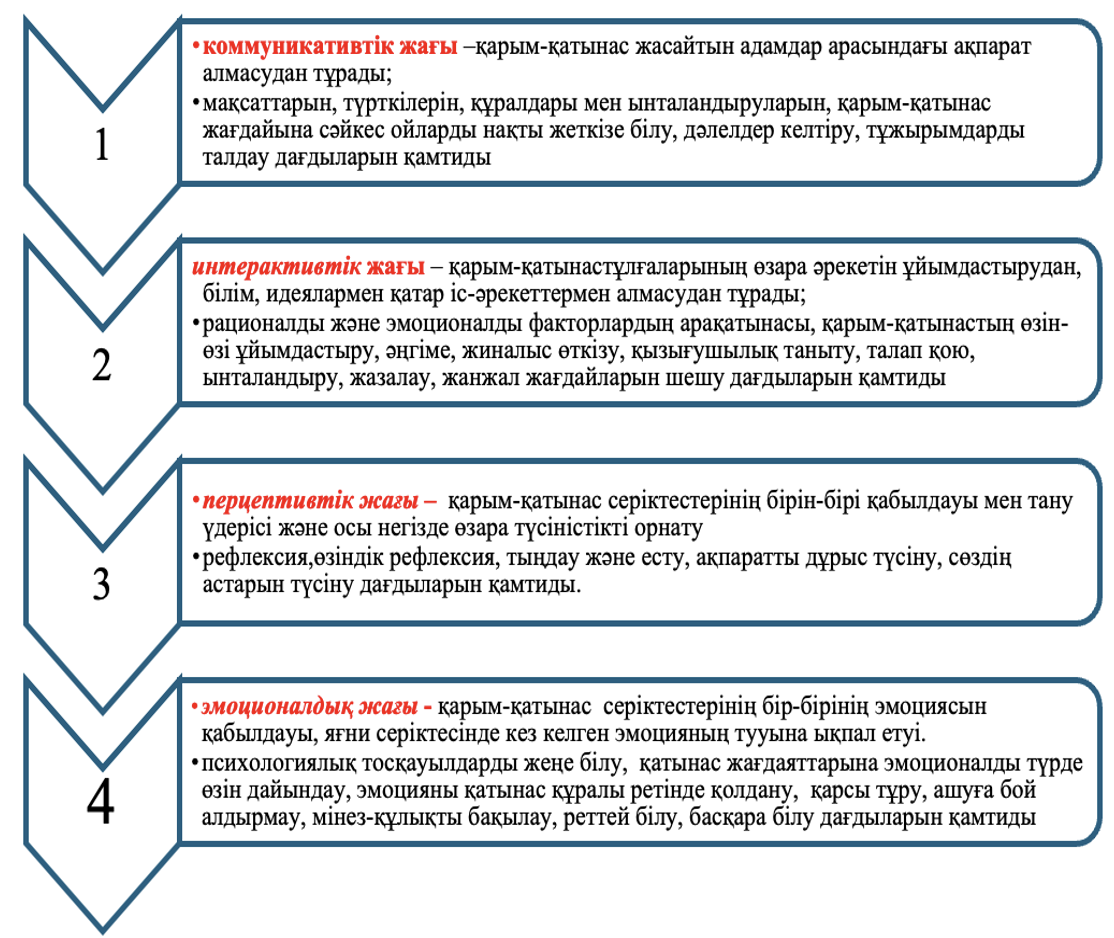 1
•коммуникативтік жағы –қарым-қатынас жасайтын адамдар арасындағы ақпарат
алмасудан тұрады;
•мақсаттарын, түрткілерін, құралдары мен ынталандыруларын, қарым-қатынас
жағдайына сәйкес ойларды нақты жеткізе білу, дәлелдер келтіру, тұжырымдарды
талдау дағдыларын қамтиды
2
интерактивтік жағы – қарым-қатынастұлғаларының өзара әрекетін ұйымдастырудан,
білім, идеялармен қатар іс-әрекеттермен алмасудан тұрады;
•рационалды және эмоционалды факторлардың арақатынасы, қарым-қатынастың өзін-
өзі ұйымдастыру, әңгіме, жиналыс өткізу, қызығушылық таныту, талап қою,
ынталандыру, жазалау, жанжал жағдайларын шешу дағдыларын қамтиды
3
•перцептивтік жағы – қарым-қатынас серіктестерінің бірін-бірі қабылдауы мен тану
үдерісі және осы негізде өзара түсіністікті орнату
•рефлексия,өзіндік рефлексия, тыңдау және есту, ақпаратты дұрыс түсіну, сөздің
астарын түсіну дағдыларын қамтиды.
4
•эмоционалдық жағы - қарым-қатынас серіктестерінің бір-бірінің эмоциясын
қабылдауы, яғни серіктесінде кез келген эмоцияның тууына ықпал етуі.
•психологиялық тосқауылдарды жеңе білу, қатынас жағдаяттарына эмоционалды түрде
өзін дайындау, эмоцияны қатынас құралы ретінде қолдану, қарсы тұру, ашуға бой
алдырмау, мінез-құлықты бақылау, реттей білу, басқара білу дағдыларын қамтиды